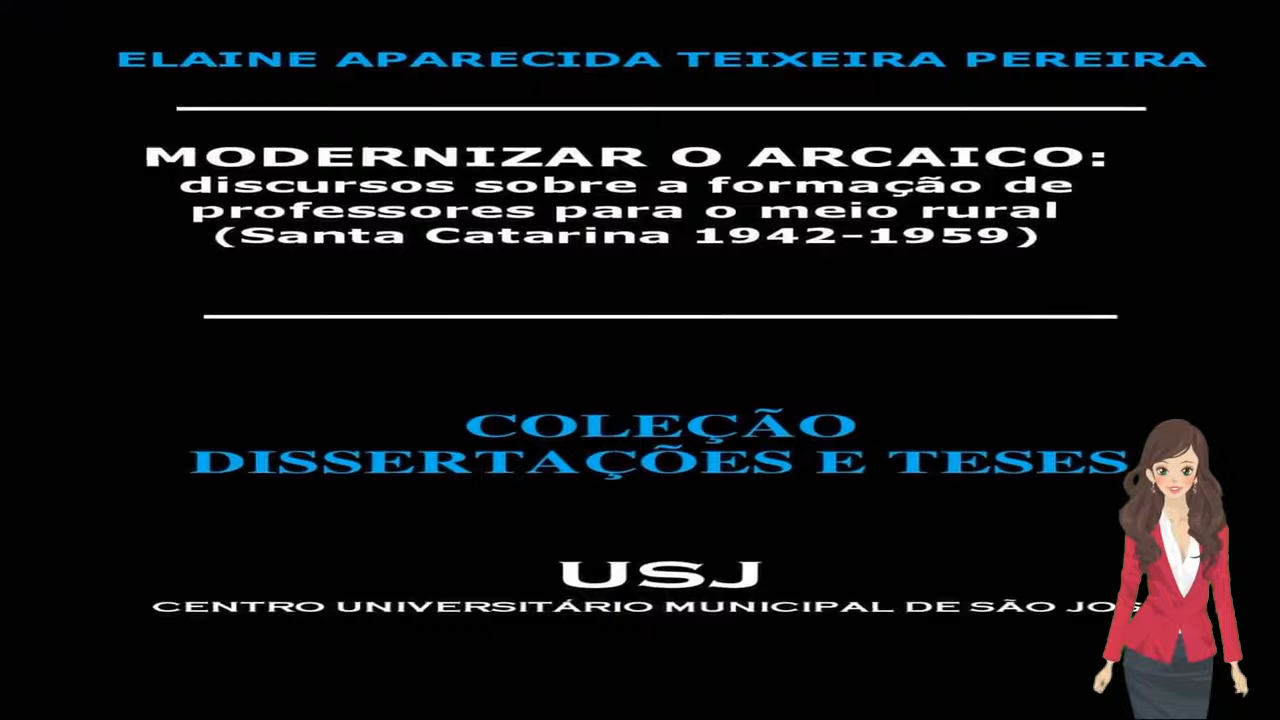 ELAINE APARECIDA TEIXEIRA PEREIRA
MODERNIZAR O ARCAICO:
discursos sobre a formação de
professores para o meio rural
(Santa Catarina 1942-1959)
COLEÇÃO
DISSERTAÇÕES E TESES
USJ
CENTRO UNIVERSITÁRIO MUNICIPAL DE SÃO JOS